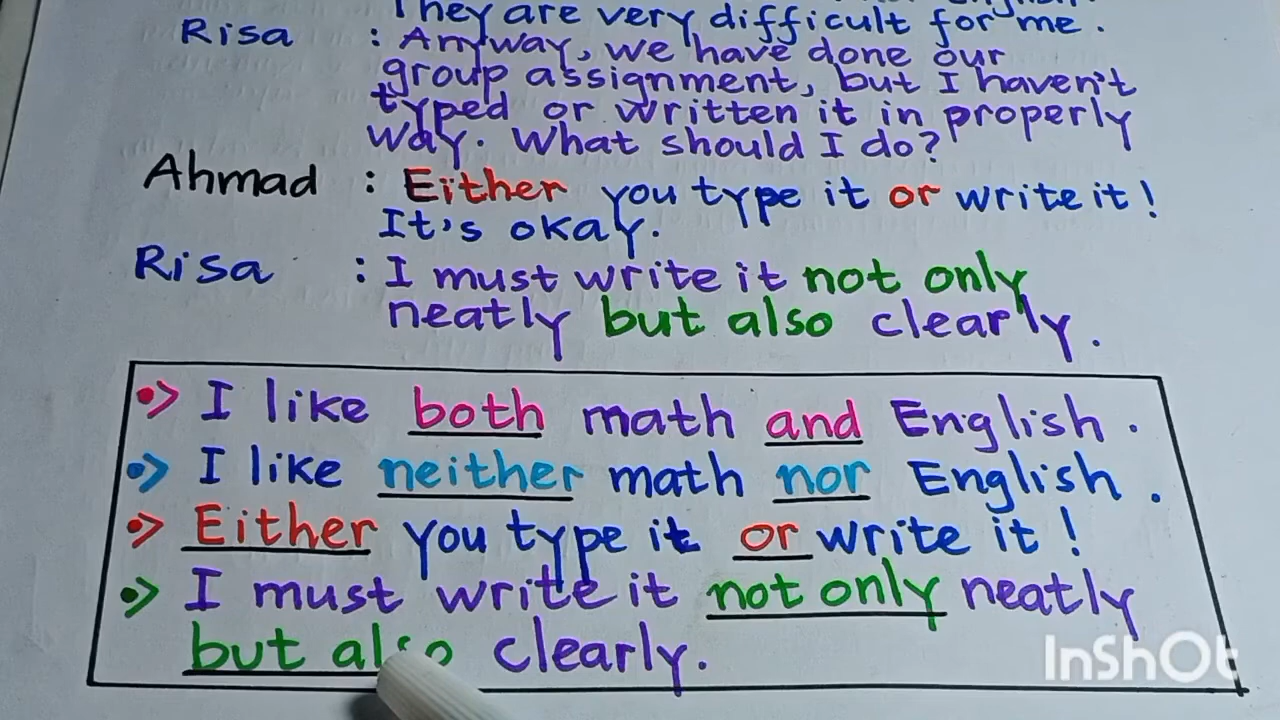 They are very difficult for me.
Risa : Anyway, we have done our
group assignment, but I haven't
typed or written it in properly
way. What should I do?
Ahmad : Either you type it or write it!
It's okay.
Risa : I must write it not only
neatly but also clearly.
I like both math and English.
I like neither math nor English.
Either you type it or write it!
I must write it not only neatly
but also clearly.
InShOt